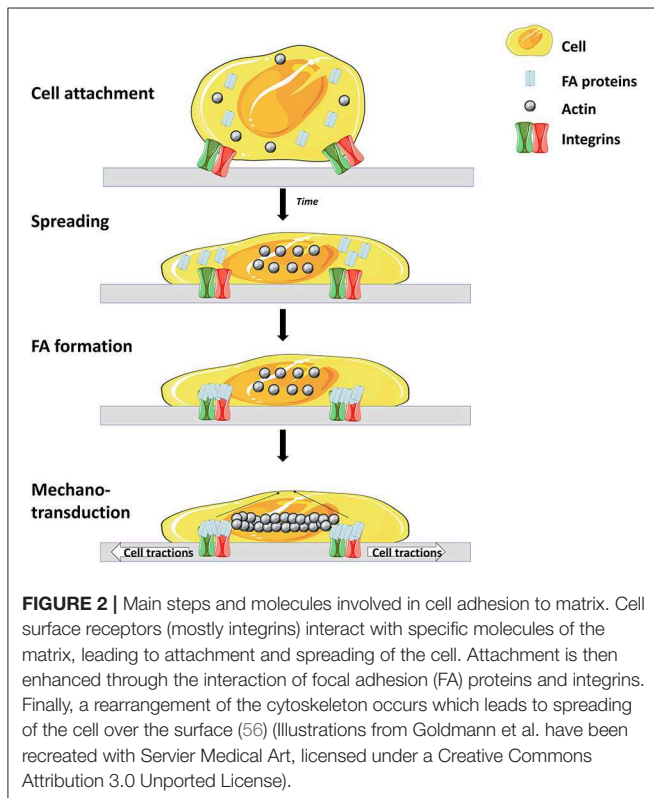 Cell
FA proteins
Actin
Integrins
Cell attachment
Time
Spreading
FA formation
Mechano-
transduction
Cell tractions
Cell tractions
FIGURE 2 | Main steps and molecules involved in cell adhesion to matrix. Cell
surface receptors (mostly integrins) interact with specific molecules of the
matrix, leading to attachment and spreading of the cell. Attachment is then
enhanced through the interaction of focal adhesion (FA) proteins and integrins.
Finally, a rearrangement of the cytoskeleton occurs which leads to spreading
of the cell over the surface (56) (Illustrations from Goldmann et al. have been
recreated with Servier Medical Art, licensed under a Creative Commons
Attribution 3.0 Unported License).